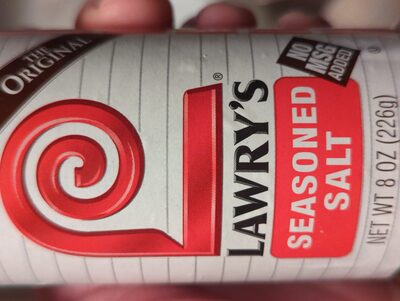 THE
ORIGINAL
LAWRY'S®
NO
MSG
ADDED
SEASONED
SALT
NET WT 8 OZ (226g)